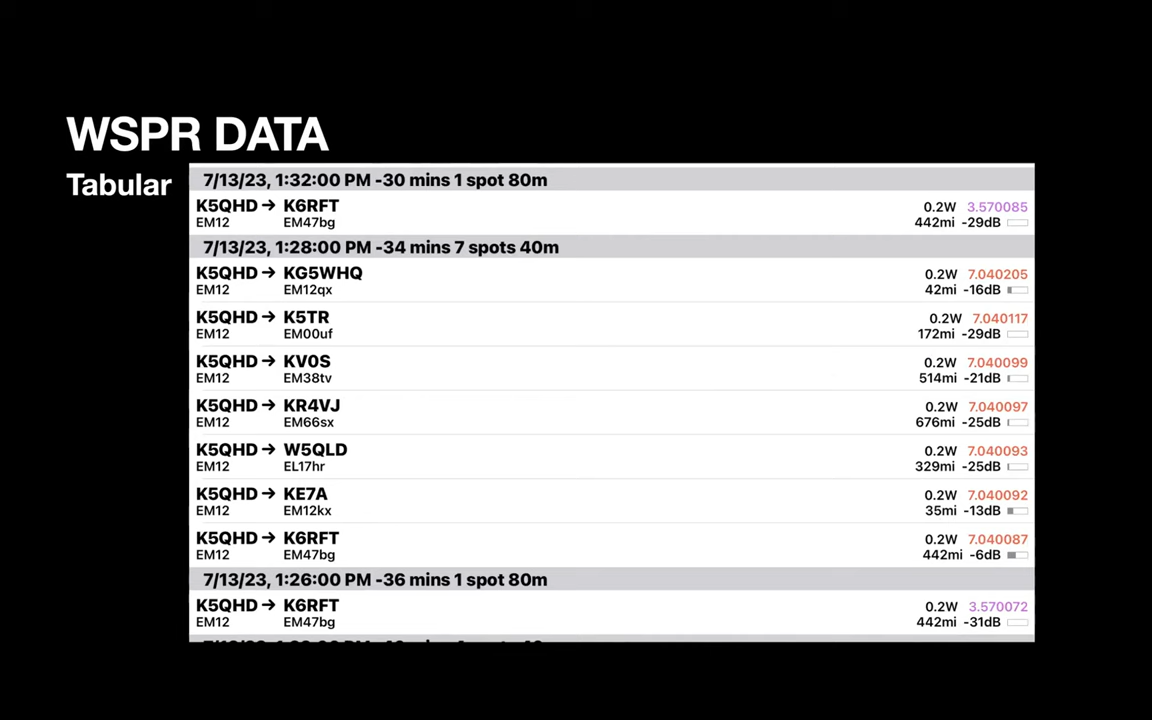 WSPR DATA
Tabular
7/13/23, 1:32:00 PM -30 mins 1 spot 80m
K5QHD → K6RFT 0.2W 3.570085
EM12 EM47bg 442mi -29dB
7/13/23, 1:28:00 PM -34 mins 7 spots 40m
K5QHD → KG5WHQ 0.2W 7.040205
EM12 EM12qx 42mi -16dB
K5QHD → K5TR 0.2W 7.040117
EM12 EM00uf 172mi -29dB
K5QHD → KV0S 0.2W 7.040099
EM12 EM38tv 514mi -21dB
K5QHD → KR4VJ 0.2W 7.040097
EM12 EM66sx 676mi -25dB
K5QHD → W5QLD 0.2W 7.040093
EM12 EL17hr 329mi -25dB
K5QHD → KE7A 0.2W 7.040092
EM12 EM12kx 35mi -13dB
K5QHD → K6RFT 0.2W 7.040087
EM12 EM47bg 442mi -6dB
7/13/23, 1:26:00 PM -36 mins 1 spot 80m
K5QHD → K6RFT 0.2W 3.570072
EM12 EM47bg 442mi -31dB